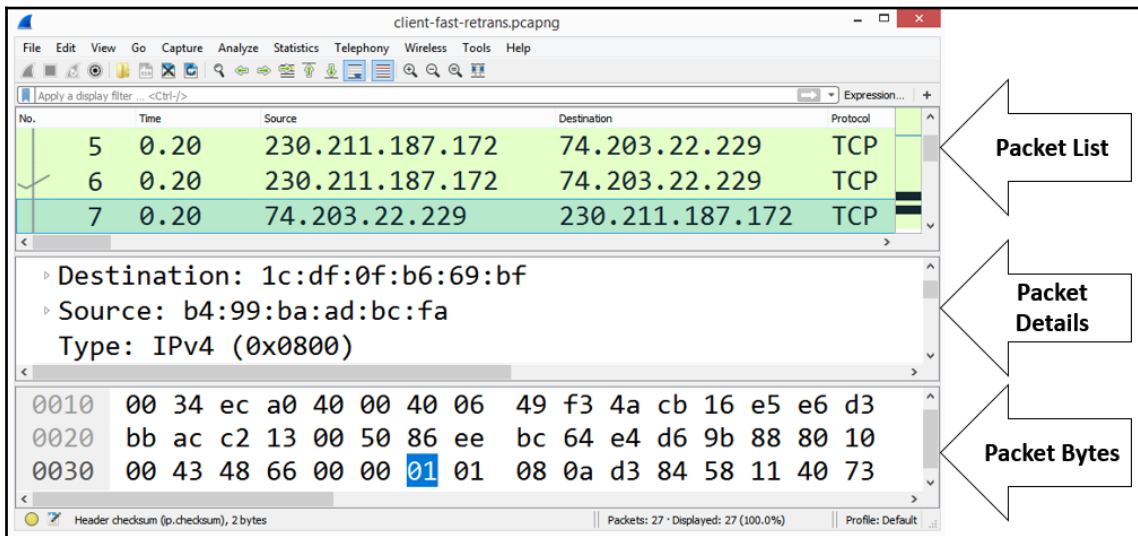 client-fast-retrans.pcapng
File Edit View Go Capture Analyze Statistics Telephony Wireless Tools Help
Apply a display filter ... <Ctrl-/> Expression... +
No. Time Source Destination Protocol
5 0.20 230.211.187.172 74.203.22.229 TCP
6 0.20 230.211.187.172 74.203.22.229 TCP
7 0.20 74.203.22.229 230.211.187.172 TCP
Packet List
Destination: 1c:df:0f:b6:69:bf
Source: b4:99:ba:ad:bc:fa
Type: IPv4 (0x0800)
Packet
Details
0010 00 34 ec a0 40 00 40 06 49 f3 4a cb 16 e5 e6 d3
0020 bb ac c2 13 00 50 86 ee bc 64 e4 d6 9b 88 80 10
0030 00 43 48 66 00 00 01 01 08 0a d3 84 58 11 40 73
Packet Bytes
Header checksum (ip.checksum), 2 bytes Packets: 27 · Displayed: 27 (100.0%) Profile: Default